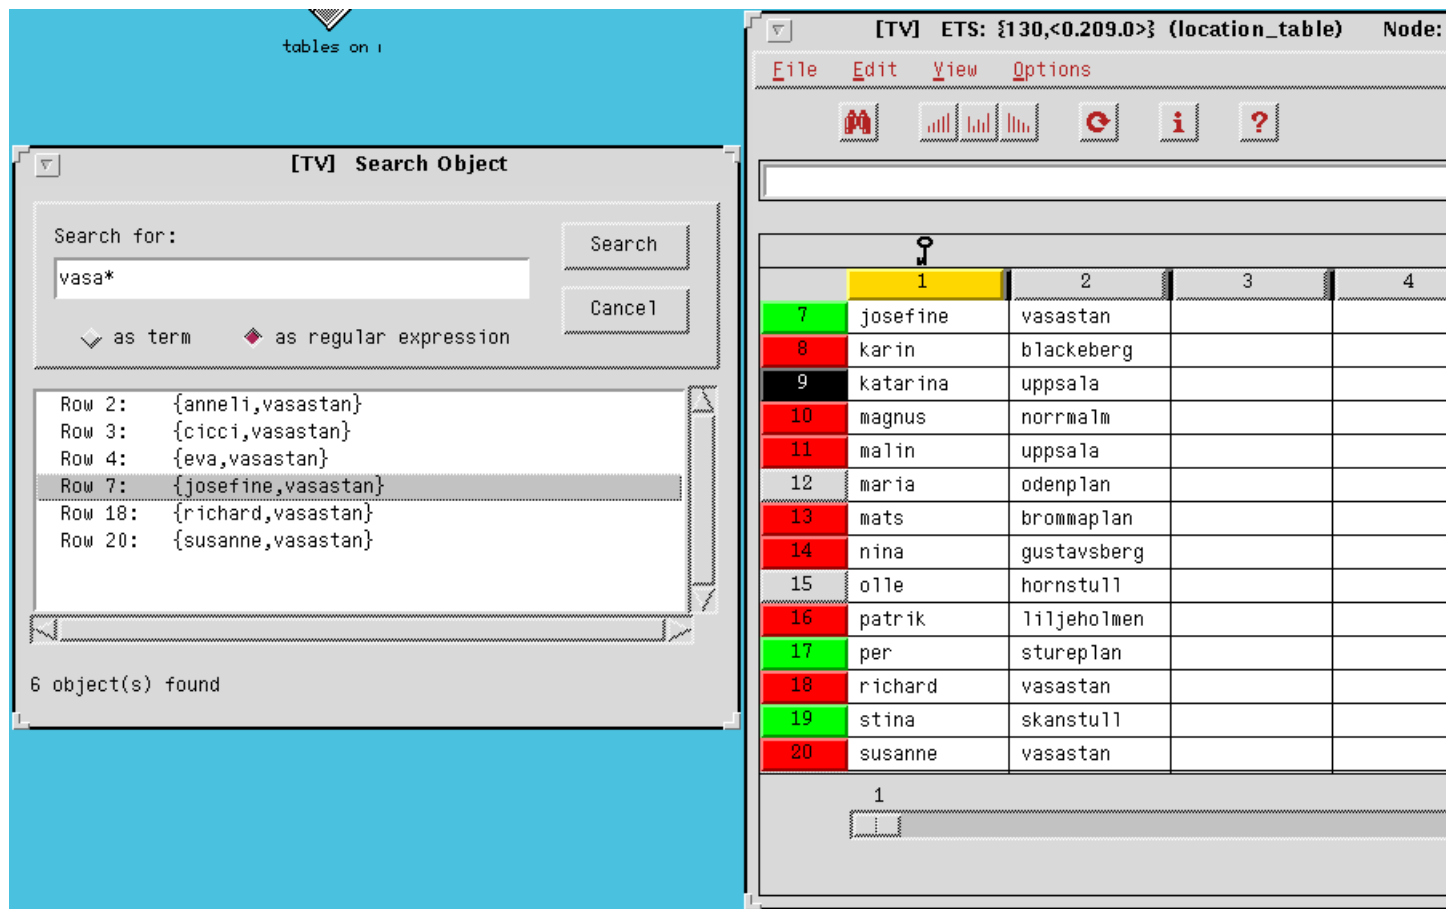 tables on
[TV] Search Object
Search for:
vasa*
Search
Cancel
as term
as regular expression
Row 2: {anneli,vasastan}
Row 3: {cicci,vasastan}
Row 4: {eva,vasastan}
Row 7: {josefine,vasastan}
Row 18: {richard,vasastan}
Row 20: {susanne,vasastan}
6 object(s) found
[TV] ETS: {130,<0.209.0>} (location_table) Node:
File Edit View Options
i ?
1 2 3 4
7 josefine vasastan
8 karin blackeberg
9 katarina uppsala
10 magnus norrmalm
11 malin uppsala
12 maria odenplan
13 mats brommaplan
14 nina gustavsberg
15 olle hornstull
16 patrik liljeholmen
17 per stureplan
18 richard vasastan
19 stina skanstull
20 susanne vasastan
1